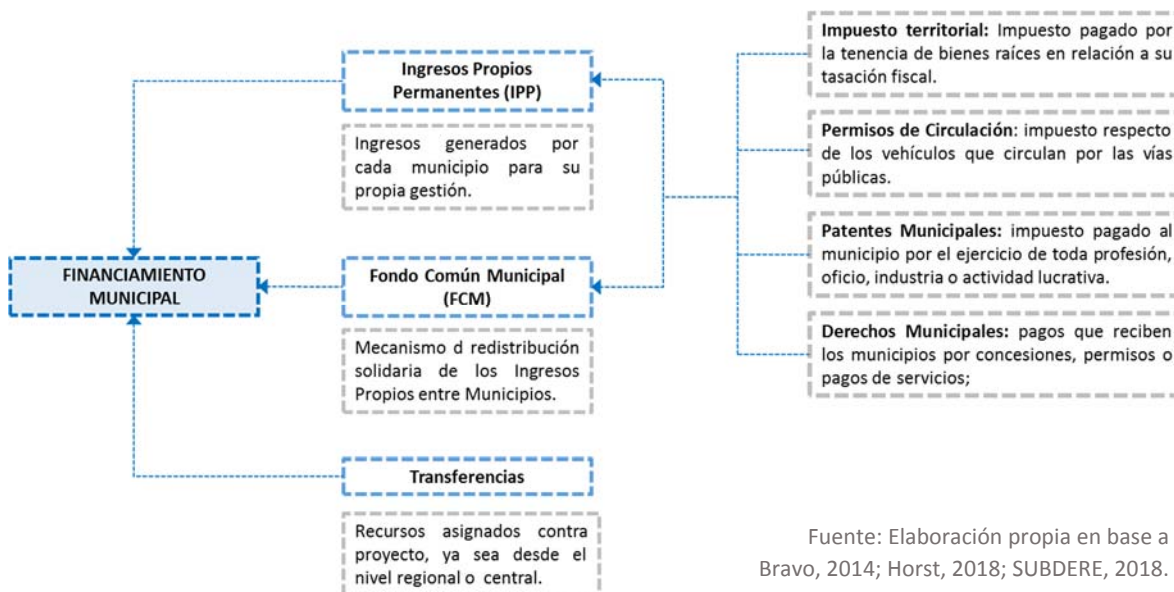 Ingresos Propios
Permanentes (IPP)
Ingresos generados por
cada municipio para su
propia gestión.
FINANCIAMIENTO
MUNICIPAL
Fondo Común Municipal
(FCM)
Mecanismo d redistribución
solidaria de los Ingresos
Propios entre Municipios.
Transferencias
Recursos asignados contra
proyecto, ya sea desde el
nivel regional o central.
Impuesto territorial: Impuesto pagado por
la tenencia de bienes raíces en relación a su
tasación fiscal.
Permisos de Circulación: impuesto respecto
de los vehículos que circulan por las vías
públicas.
Patentes Municipales: impuesto pagado al
municipio por el ejercicio de toda profesión,
oficio, industria o actividad lucrativa.
Derechos Municipales: pagos que reciben
los municipios por concesiones, permisos o
pagos de servicios;
Fuente: Elaboración propia en base a
Bravo, 2014; Horst, 2018; SUBDERE, 2018.